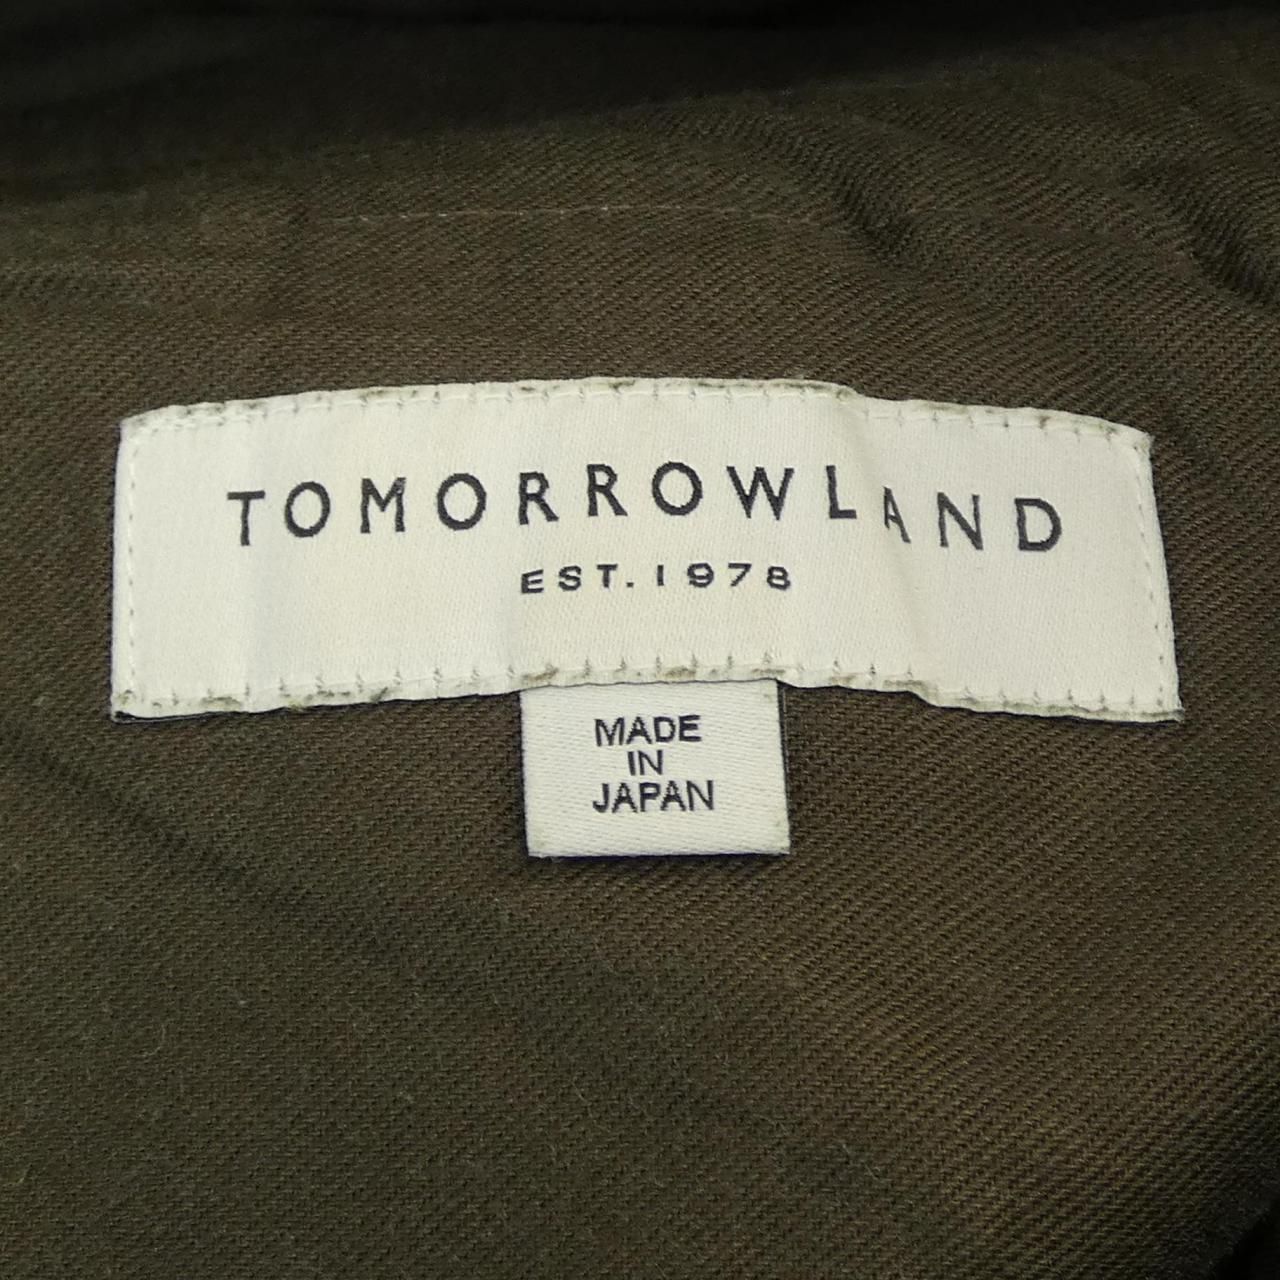 TOMORROWLAND
EST. 1978
MADE
IN
JAPAN